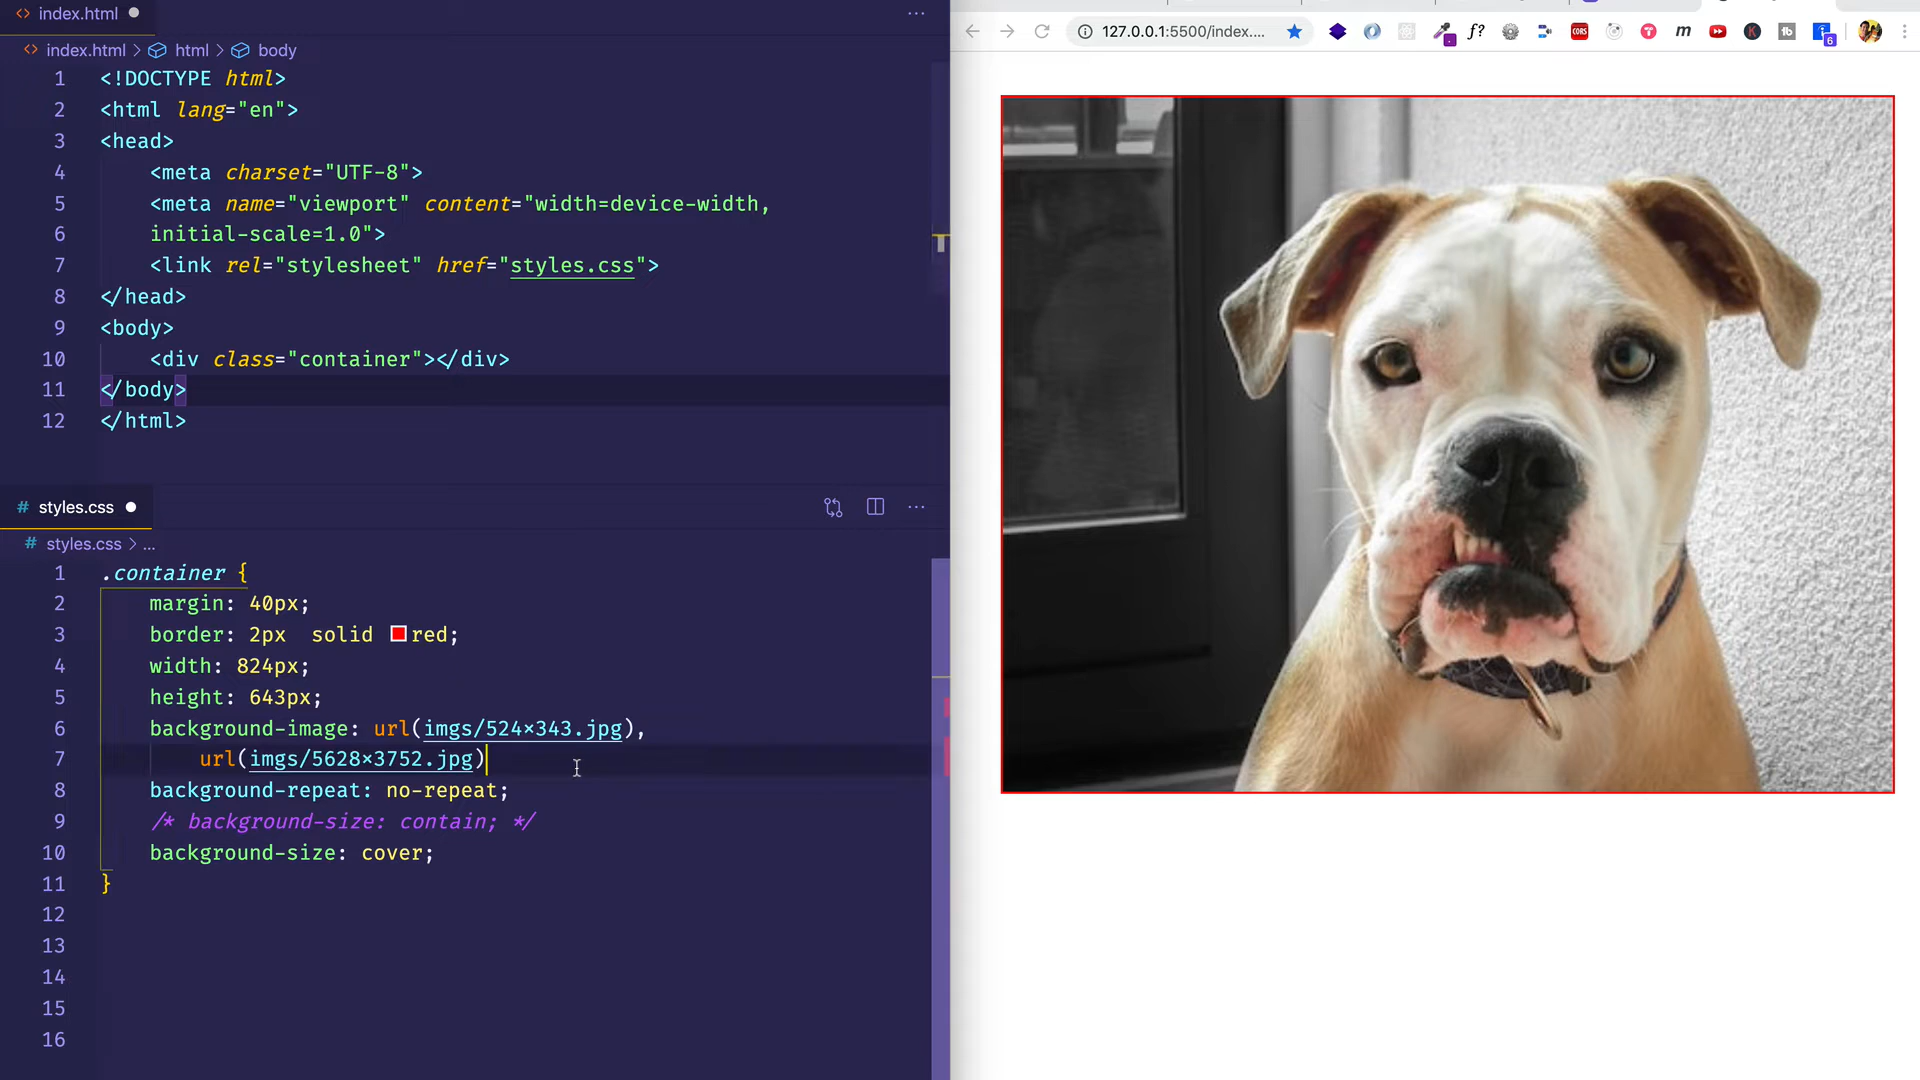 index.html
index.html > html > body
1 <!DOCTYPE html>
2 <html lang="en">
3 <head>
4 <meta charset="UTF-8">
5 <meta name="viewport" content="width=device-width,
6 initial-scale=1.0">
7 <link rel="stylesheet" href="styles.css">
8 </head>
9 <body>
10 <div class="container"></div>
11 </body>
12 </html>
styles.css
styles.css > ...
1 .container {
2 margin: 40px;
3 border: 2px  solid red;
4 width: 824px;
5 height: 643px;
6 background-image: url(imgs/524×343.jpg),
7 url(imgs/5628×3752.jpg)
8 background-repeat: no-repeat;
9 /* background-size: contain; */
10 background-size: cover;
11 }
12
13
14
15
16
127.0.0.1:5500/index....
f?
CORS
T
m
K
tb
6